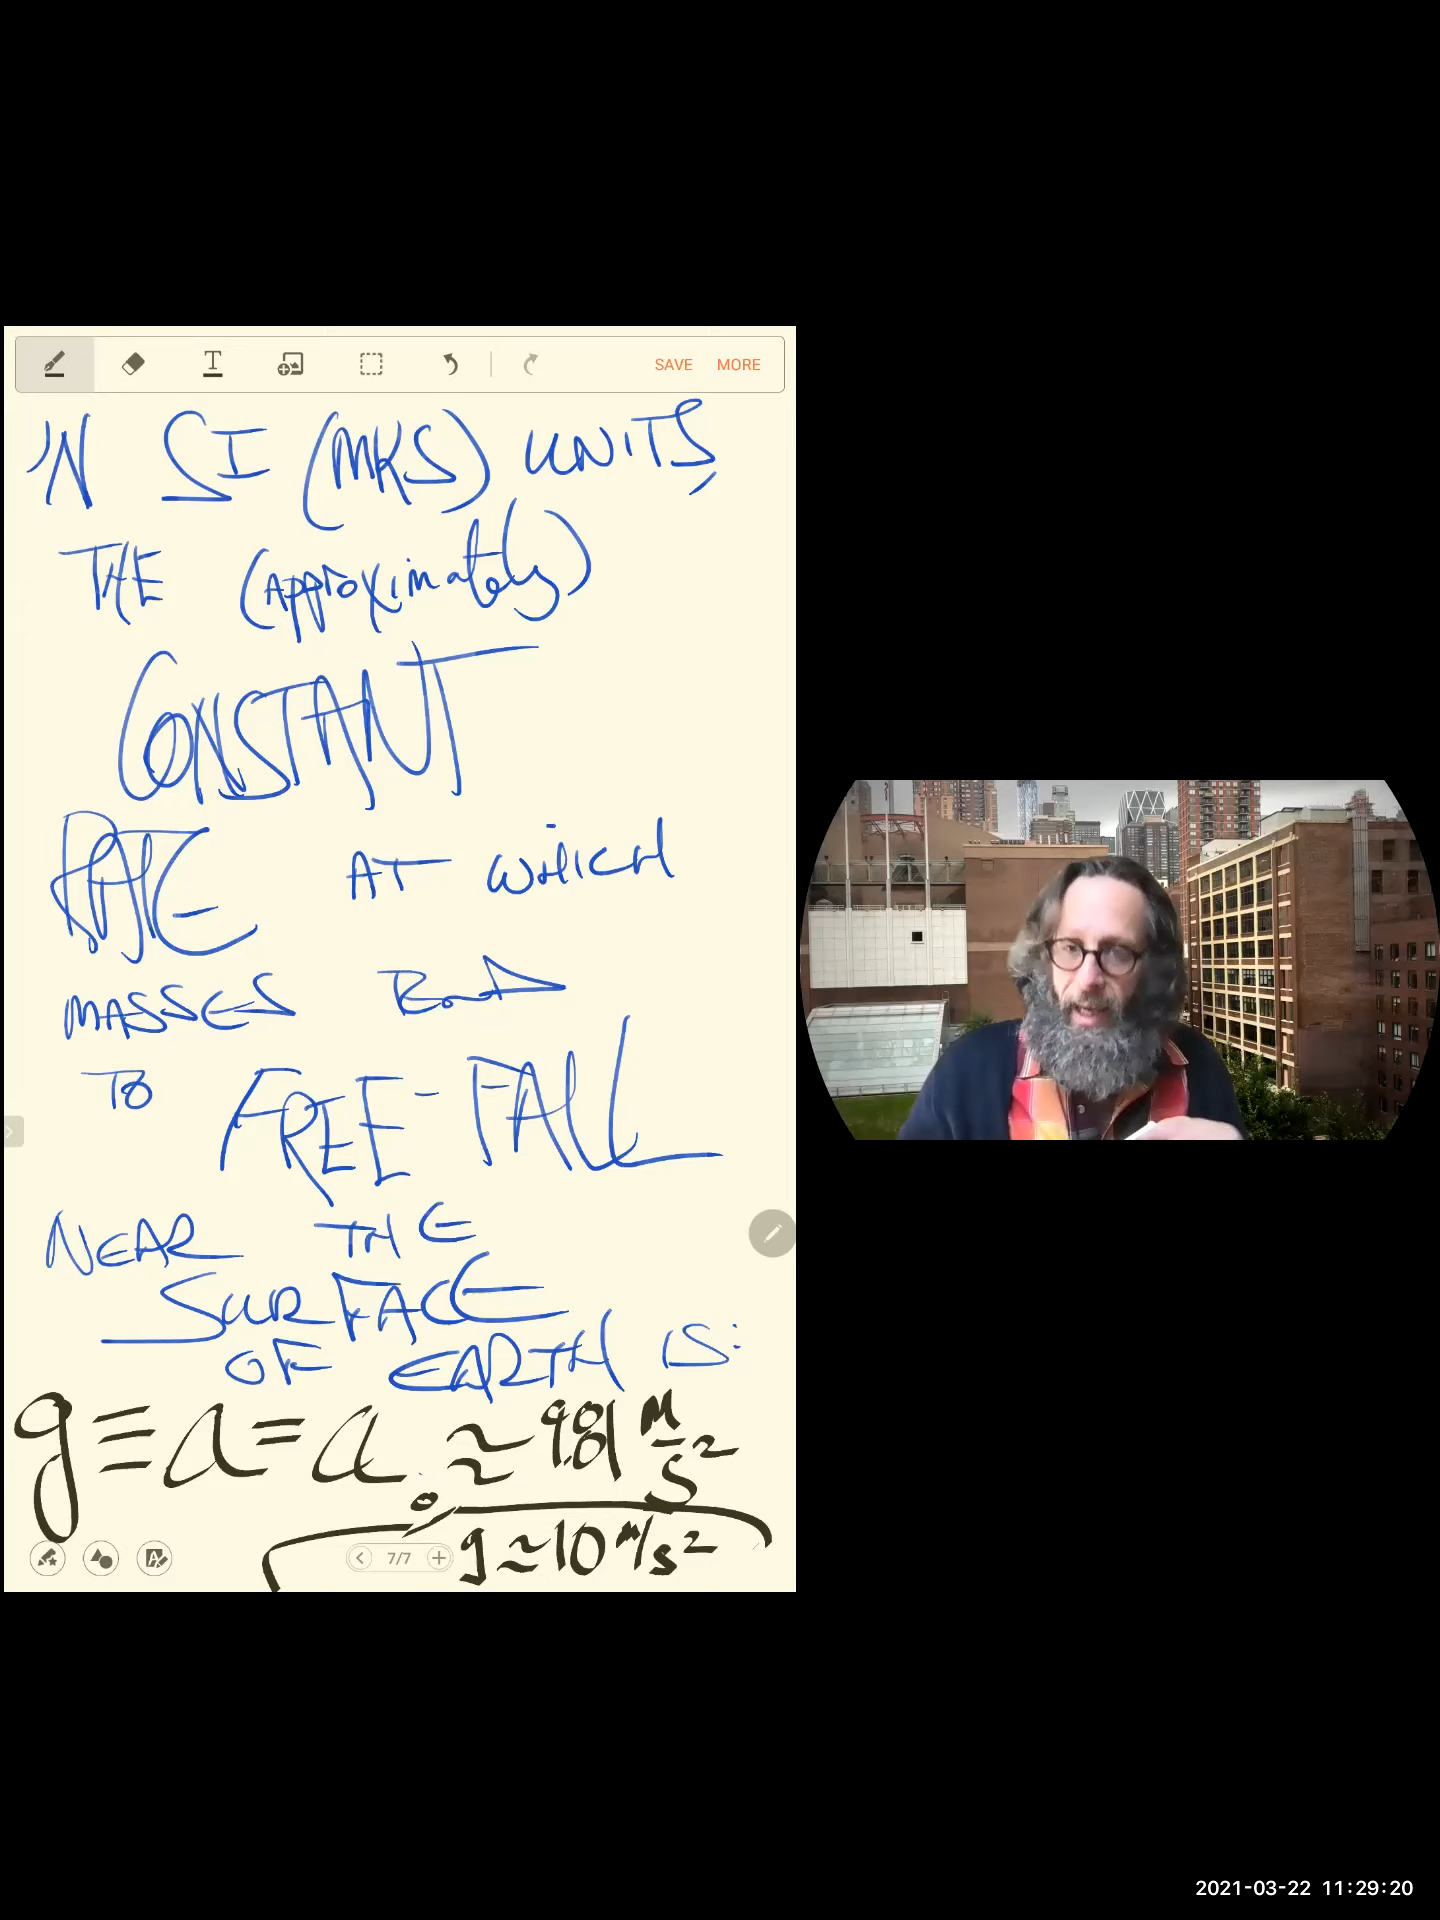 SAVE MORE
IN SI (MKS) UNITS,
THE (Approximately)
CONSTANT
RATE AT WHICH
MASSES
TO FREE-FALL
NEAR THE
SURFACE
OF EARTH IS:
g ≡ a = a₀ ≈ 9.81 m/s²
g ≈ 10 m/s²
7/7
2021-03-22 11:29:20